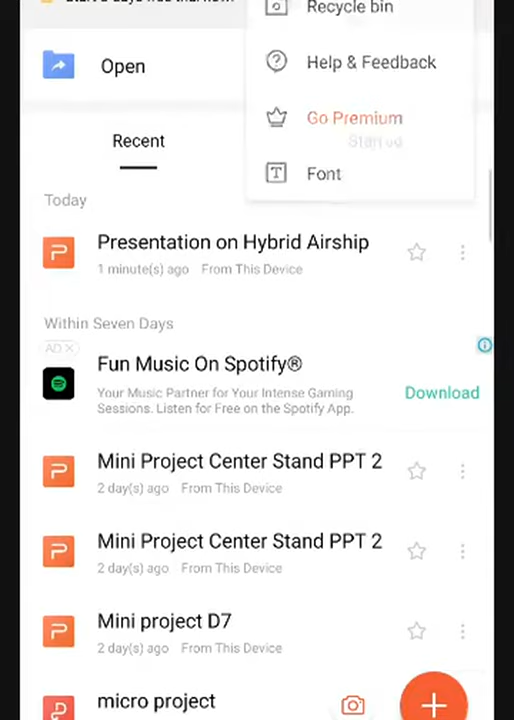 Recycle bin
Open
Help & Feedback
Go Premium
Recent
Font
Today
Presentation on Hybrid Airship
1 minute(s) ago From This Device
Within Seven Days
AD X
Fun Music On Spotify®
Your Music Partner for Your Intense Gaming
Sessions. Listen for Free on the Spotify App.
Download
Mini Project Center Stand PPT 2
2 day(s) ago From This Device
Mini Project Center Stand PPT 2
2 day(s) ago From This Device
Mini project D7
2 day(s) ago From This Device
micro project